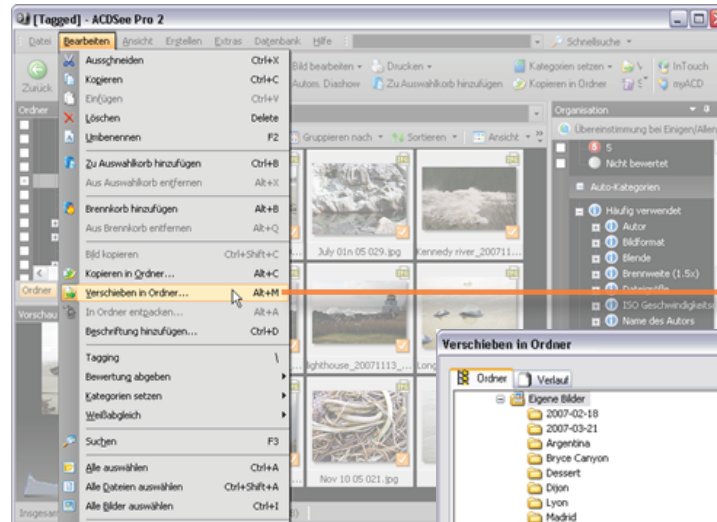 [Tagged] - ACDSee Pro 2
Datei Bearbeiten Ansicht Erstellen Extras Datenbank Hilfe Schnellsuche
Zurück
Bild bearbeiten Drucken Kategorien setzen InTouch
Autom. Diashow Zu Auswahlkorb hinzufügen Kopieren in Ordner myACD
Ordner
Ausschneiden Ctrl+X
Kopieren Ctrl+C
Einfügen Ctrl+V
Löschen Delete
Umbenennen F2
Zu Auswahlkorb hinzufügen Ctrl+B
Aus Auswahlkorb entfernen Alt+X
Brennkorb hinzufügen Alt+B
Aus Brennkorb entfernen Alt+Q
Bild kopieren Ctrl+Shift+C
Kopieren in Ordner... Alt+C
Verschieben in Ordner... Alt+M
In Ordner entpacken... Alt+A
Beschriftung hinzufügen... Ctrl+D
Tagging \
Bewertung abgeben
Kategorien setzen
Weißabgleich
Suchen F3
Alle auswählen Ctrl+A
Alle Dateien auswählen Ctrl+Shift+A
Alle Bilder auswählen Ctrl+I
Ordner
Vorschau
Insgesam
Gruppieren nach Sortieren Ansicht
July 01n 05 029.jpg Kennedy river_200711...
lighthouse_20071113_... Long
Nov 10 05 021.jpg
Organisation
Übereinstimmung bei Einigen/Allen
5
Nicht bewertet
Auto-Kategorien
Häufig verwendet
Autor
Bildformat
Blende
Brennweite (1.5x)
Dateigröße
ISO Geschwindigkeits
Name des Autors
Verschieben in Ordner
Ordner Verlauf
Eigene Bilder
2007-02-18
2007-03-21
Argentina
Bryce Canyon
Dessert
Dijon
Lyon
Madrid